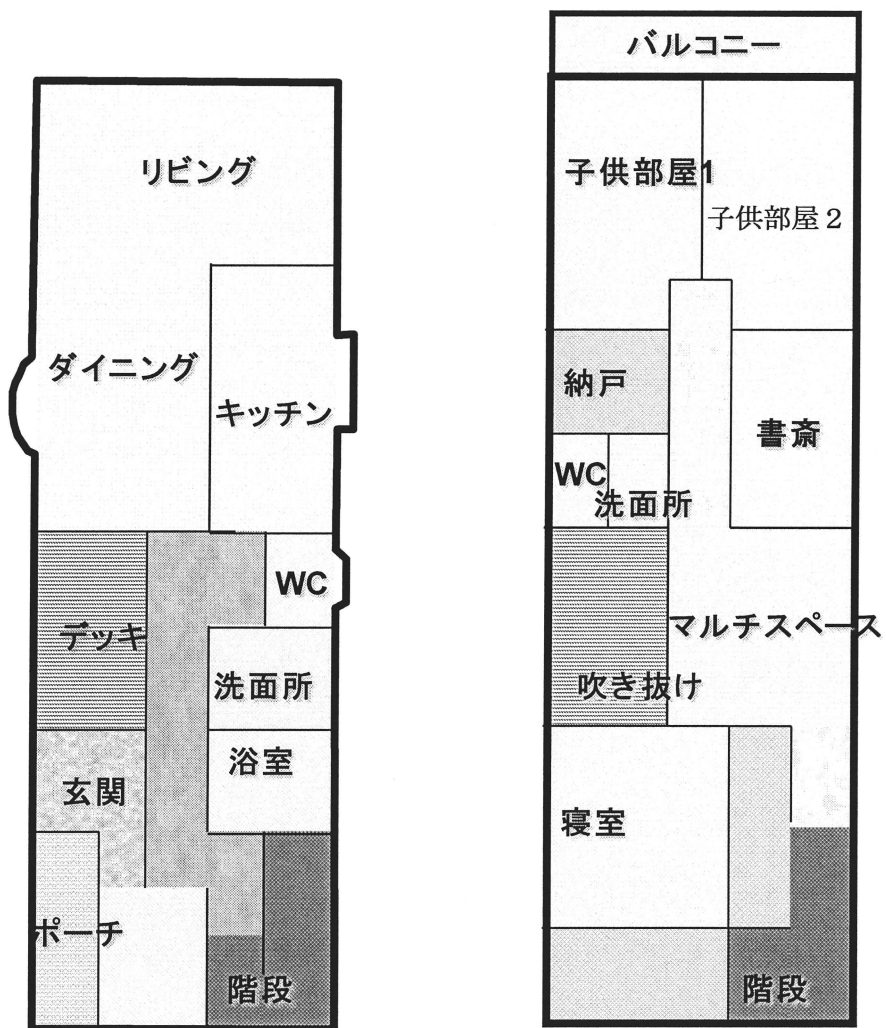 リビング
ダイニング
キッチン
WC
デッキ
洗面所
浴室
玄関
ポーチ
階段
バルコニー
子供部屋1
子供部屋２
納戸
書斎
WC
洗面所
マルチスペース
吹き抜け
寝室
階段